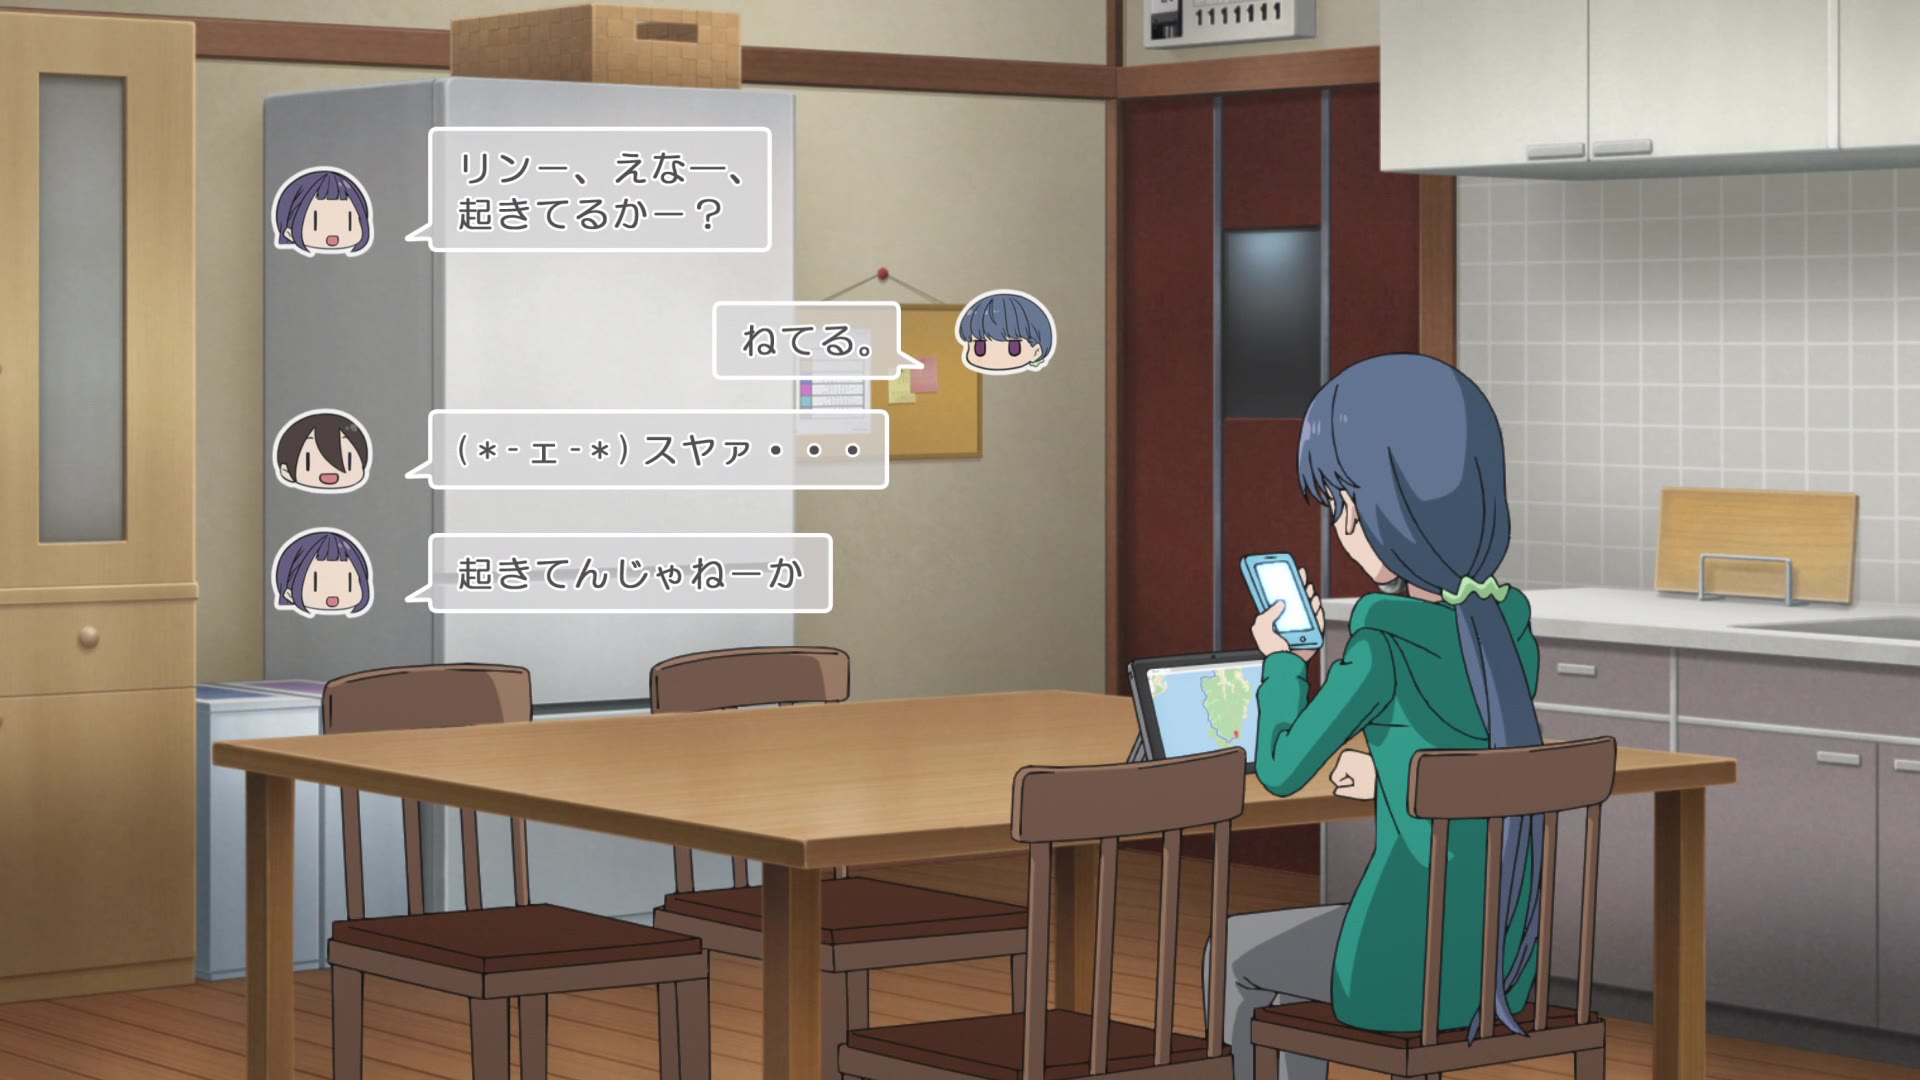 リンー、えなー、
起きてるかー？
ねてる。
(*-ェ-*)スヤァ・・・
起きてんじゃねーか